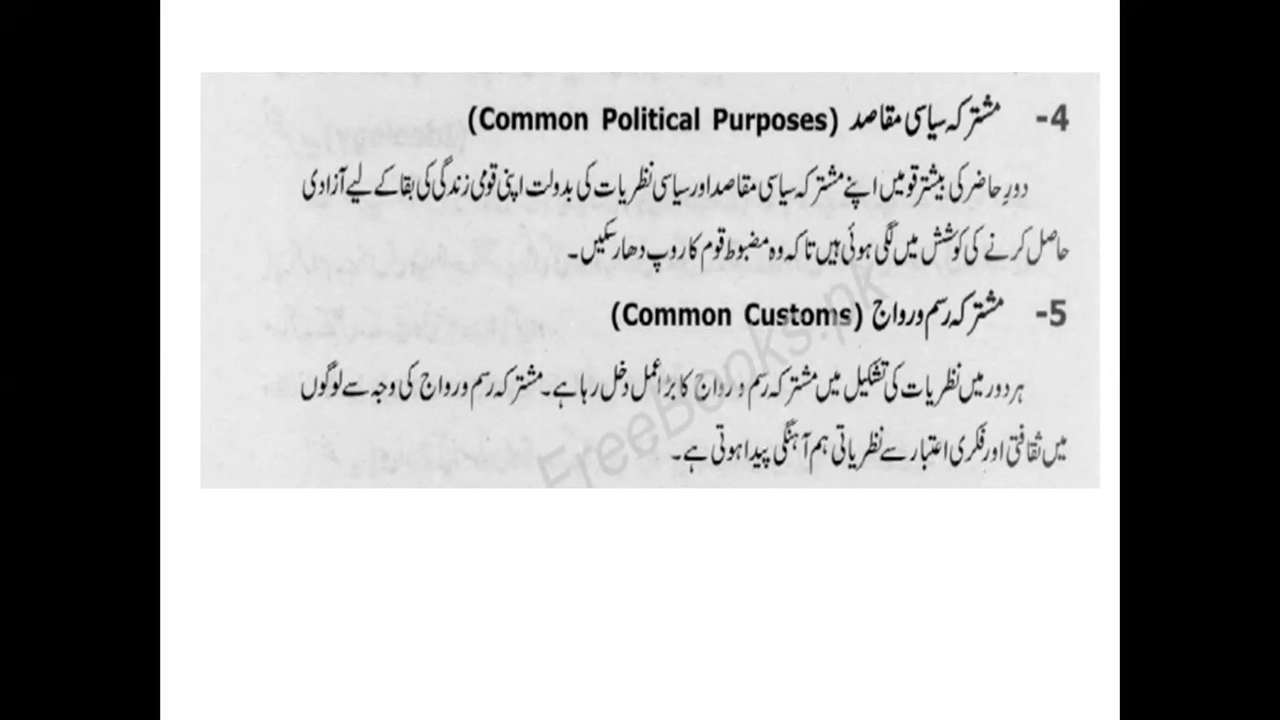 4- مشترکہ سیاسی مقاصد (Common Political Purposes)
دورِ حاضر کی بیشتر قومیں اپنے مشترکہ سیاسی مقاصد اور سیاسی نظریات کی بدولت اپنی قومی زندگی کی بقا کے لیے آزادی
حاصل کرنے کی کوشش میں لگی ہوئی ہیں تاکہ وہ مضبوط قوم کا روپ دھار سکیں۔
5- مشترکہ رسم و رواج (Common Customs)
ہر دور میں نظریات کی تشکیل میں مشترکہ رسم و رواج کا بڑا عمل دخل رہا ہے۔ مشترکہ رسم و رواج کی وجہ سے لوگوں
میں ثقافتی اور فکری اعتبار سے نظریاتی ہم آہنگی پیدا ہوتی ہے۔
FreeBooks.pk